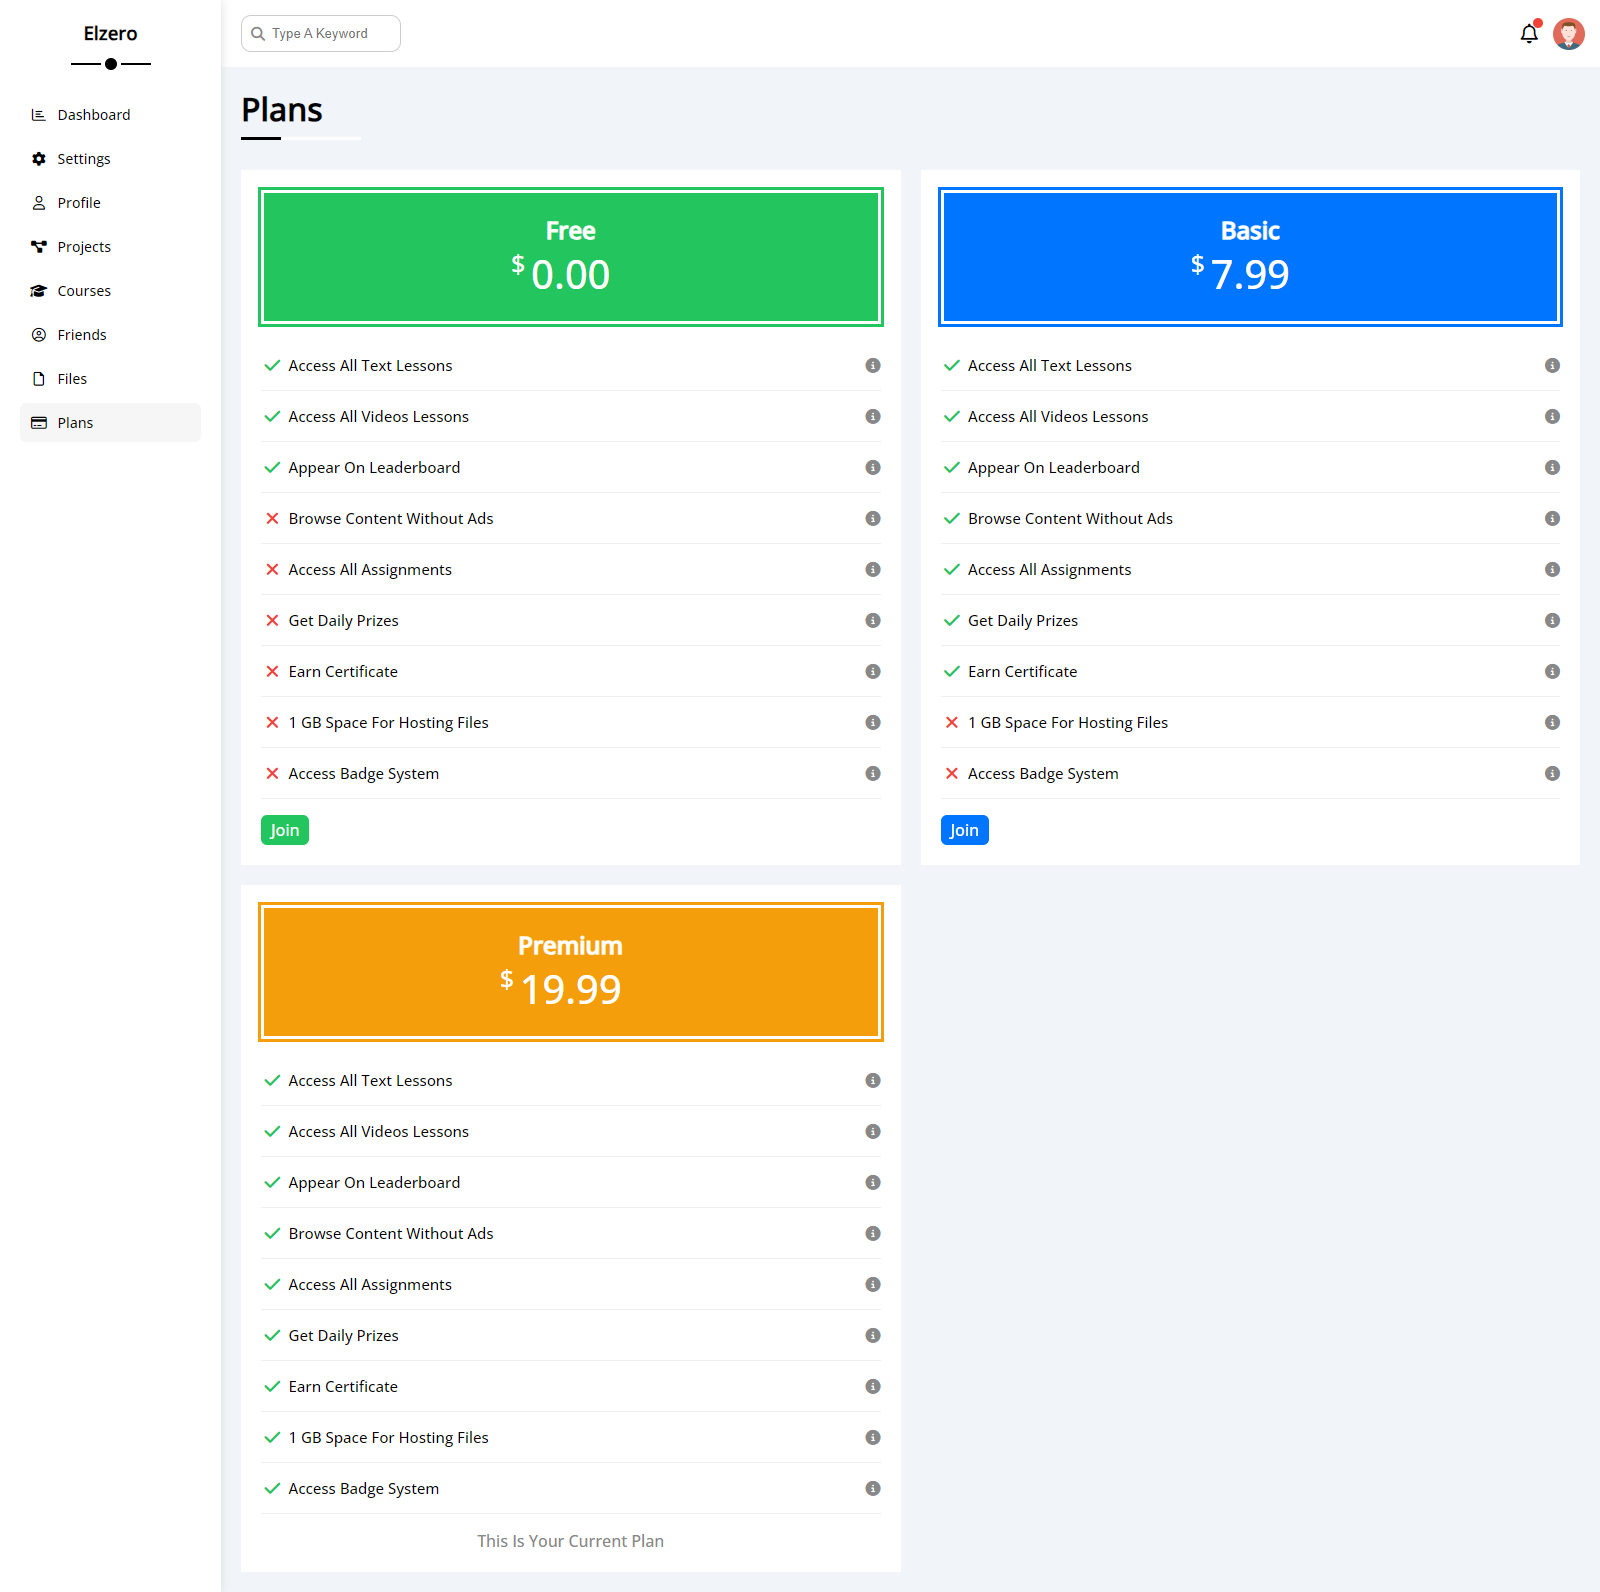 Elzero
Type A Keyword
Dashboard
Settings
Profile
Projects
Courses
Friends
Files
Plans
Plans
Free
$ 0.00
Access All Text Lessons
Access All Videos Lessons
Appear On Leaderboard
Browse Content Without Ads
Access All Assignments
Get Daily Prizes
Earn Certificate
1 GB Space For Hosting Files
Access Badge System
Join
Basic
$ 7.99
Access All Text Lessons
Access All Videos Lessons
Appear On Leaderboard
Browse Content Without Ads
Access All Assignments
Get Daily Prizes
Earn Certificate
1 GB Space For Hosting Files
Access Badge System
Join
Premium
$ 19.99
Access All Text Lessons
Access All Videos Lessons
Appear On Leaderboard
Browse Content Without Ads
Access All Assignments
Get Daily Prizes
Earn Certificate
1 GB Space For Hosting Files
Access Badge System
This Is Your Current Plan